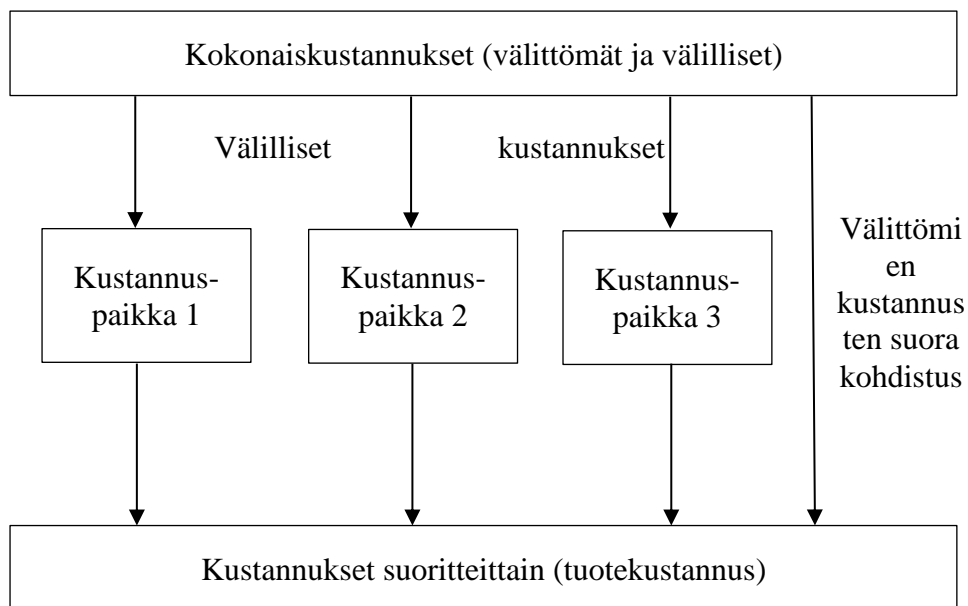 Kokonaiskustannukset (välittömät ja välilliset)
Välilliset kustannukset
Kustannus-
paikka 1
Kustannus-
paikka 2
Kustannus-
paikka 3
Välittömi
en
kustannus
ten suora
kohdistus
Kustannukset suoritteittain (tuotekustannus)